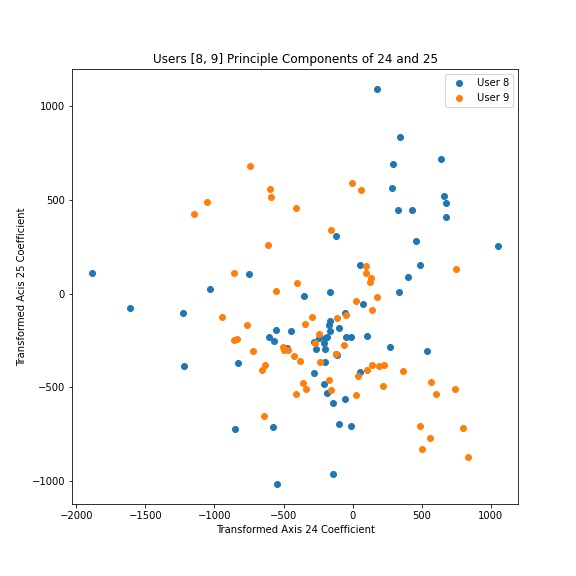 Users [8, 9] Principle Components of 24 and 25
User 8
User 9
1000
500
0
−500
−1000
Transformed Acis 25 Coefficient
−2000 −1500 −1000 −500 0 500 1000
Transformed Axis 24 Coefficient